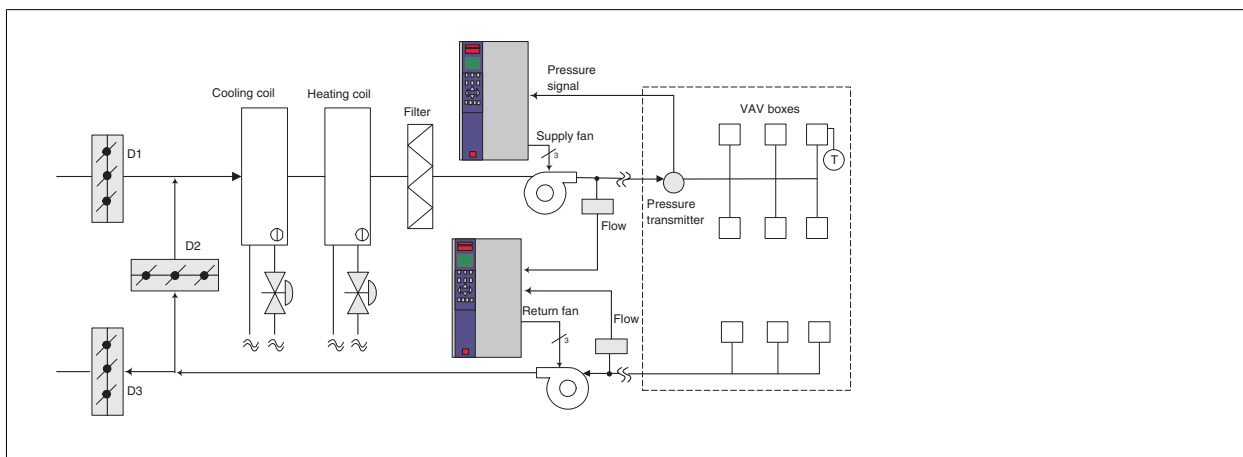 Pressure
signal
Cooling coil
Heating coil
Filter
VAV boxes
D1
Supply fan
3
T
Pressure
transmitter
Flow
D2
Return fan
Flow
3
D3